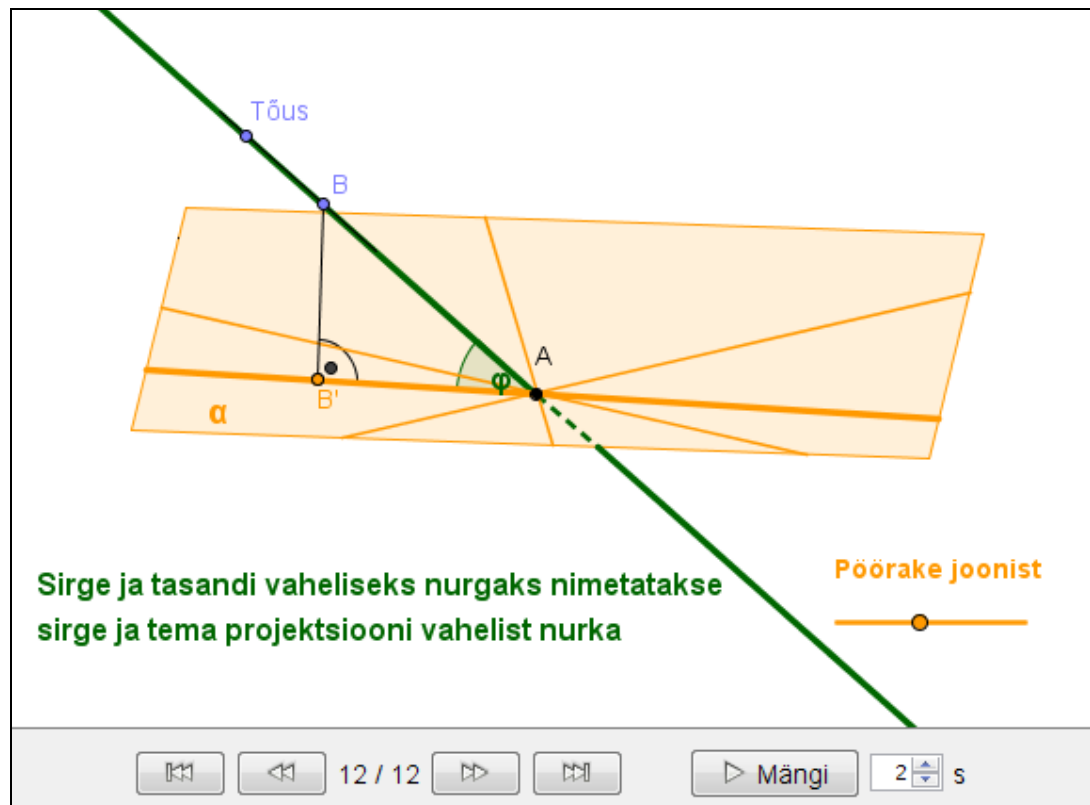 Tõus
B
A
φ
B'
α
Sirge ja tasandi vaheliseks nurgaks nimetatakse
sirge ja tema projektsiooni vahelist nurka
Pöörake joonist
12 / 12
Mängi
2 s